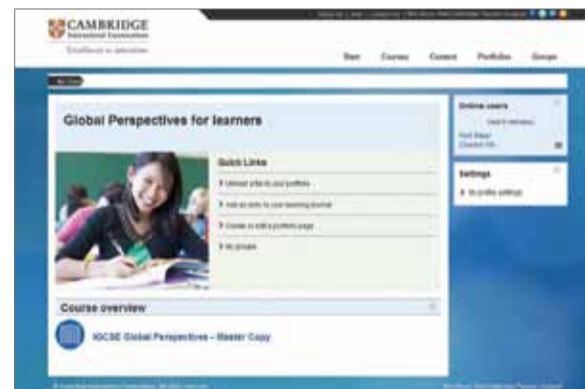 CAMBRIDGE
International Examinations
Excellence in education
Start Courses Content Portfolios Groups
Global Perspectives for learners
Quick Links
Upload a file to your portfolio
Add an entry to your learning journal
Create or edit a portfolio page
My groups
Online users
Settings
My profile settings
Course overview
IGCSE Global Perspectives - Master Copy